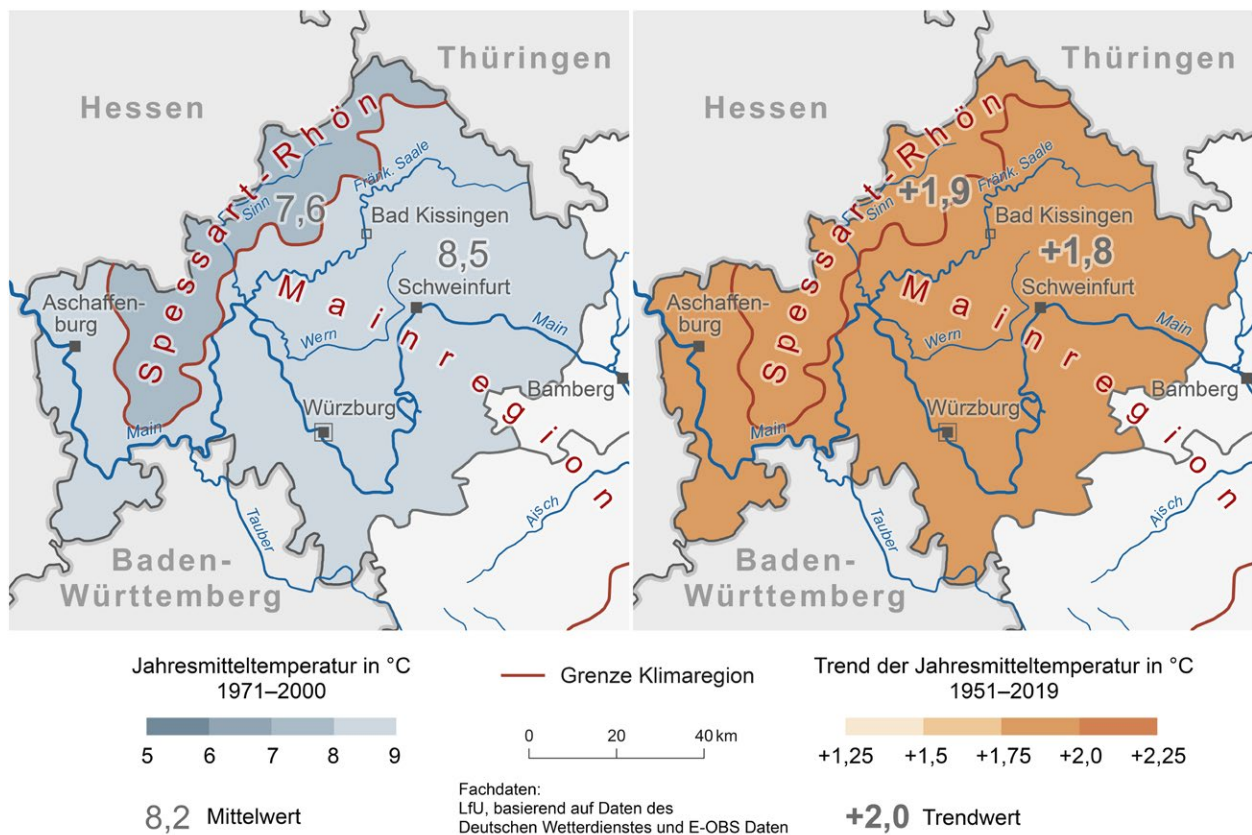 Thüringen
Hessen
Spessart-Rhön
Sinn
Fränk. Saale
7,6
Bad Kissingen
8,5
Schweinfurt
Mainregion
Aschaffen-
burg
Wern
Main
Bamberg
Würzburg
Main
Tauber
Aisch
Baden-
Württemberg
Thüringen
Hessen
Spessart-Rhön
Sinn
Fränk. Saale
+1,9
Bad Kissingen
+1,8
Schweinfurt
Mainregion
Aschaffen-
burg
Wern
Main
Bamberg
Würzburg
Main
Tauber
Aisch
Baden-
Württemberg
Jahresmitteltemperatur in °C
1971–2000
5 6 7 8 9
8,2 Mittelwert
Grenze Klimaregion
0 20 40 km
Fachdaten:
LfU, basierend auf Daten des
Deutschen Wetterdienstes und E-OBS Daten
Trend der Jahresmitteltemperatur in °C
1951–2019
+1,25 +1,5 +1,75 +2,0 +2,25
+2,0 Trendwert